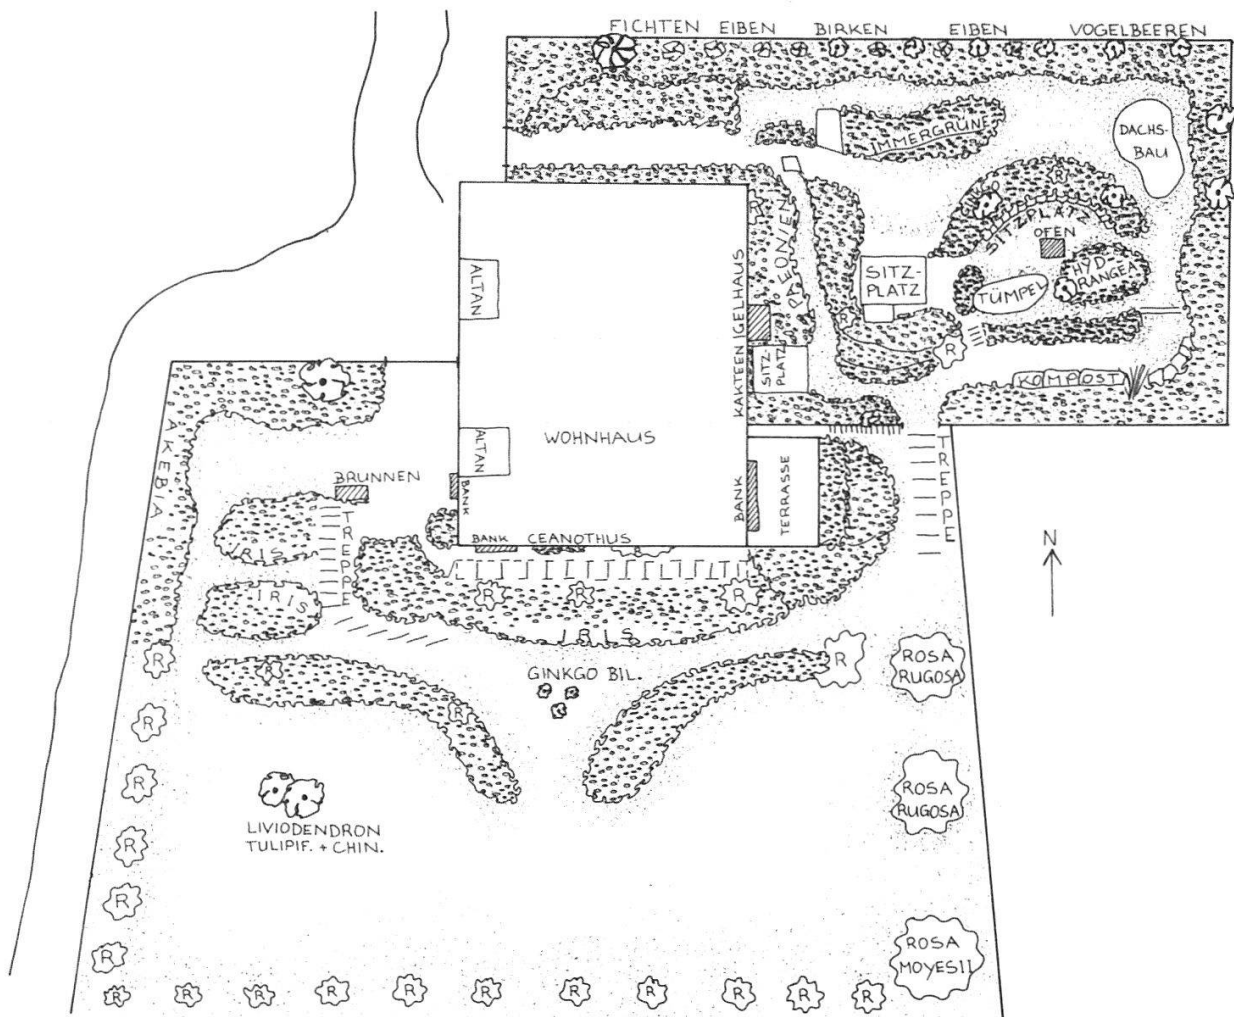 FICHTEN EIBEN BIRKEN EIBEN VOGELBEEREN
IMMERGRÜNE
DACHS-
BAU
R
GINKGO
SITZPLATZ
OFEN
R
PAEONIEN
SITZ-
PLATZ
HYD-
RANGEA
TÜMPEL
ALTAN
KAKTEEN IGELHAUS
R
R
SITZ-
PLATZ
KOMPOST
ALTAN
WOHNHAUS
AKEBIA
BRUNNEN
BANK
BANK
TERRASSE
TREPPE
TREPPE
BANK CEANOTHUS
R
IRIS
IRIS
R R R
IRIS
N
R
R
R
ROSA
RUGOSA
GINKGO BIL.
R
R
R
ROSA
RUGOSA
LIVIODENDRON
TULIPIF. + CHIN.
R
R
R
ROSA
MOYESII
R R R R R R R R R R R